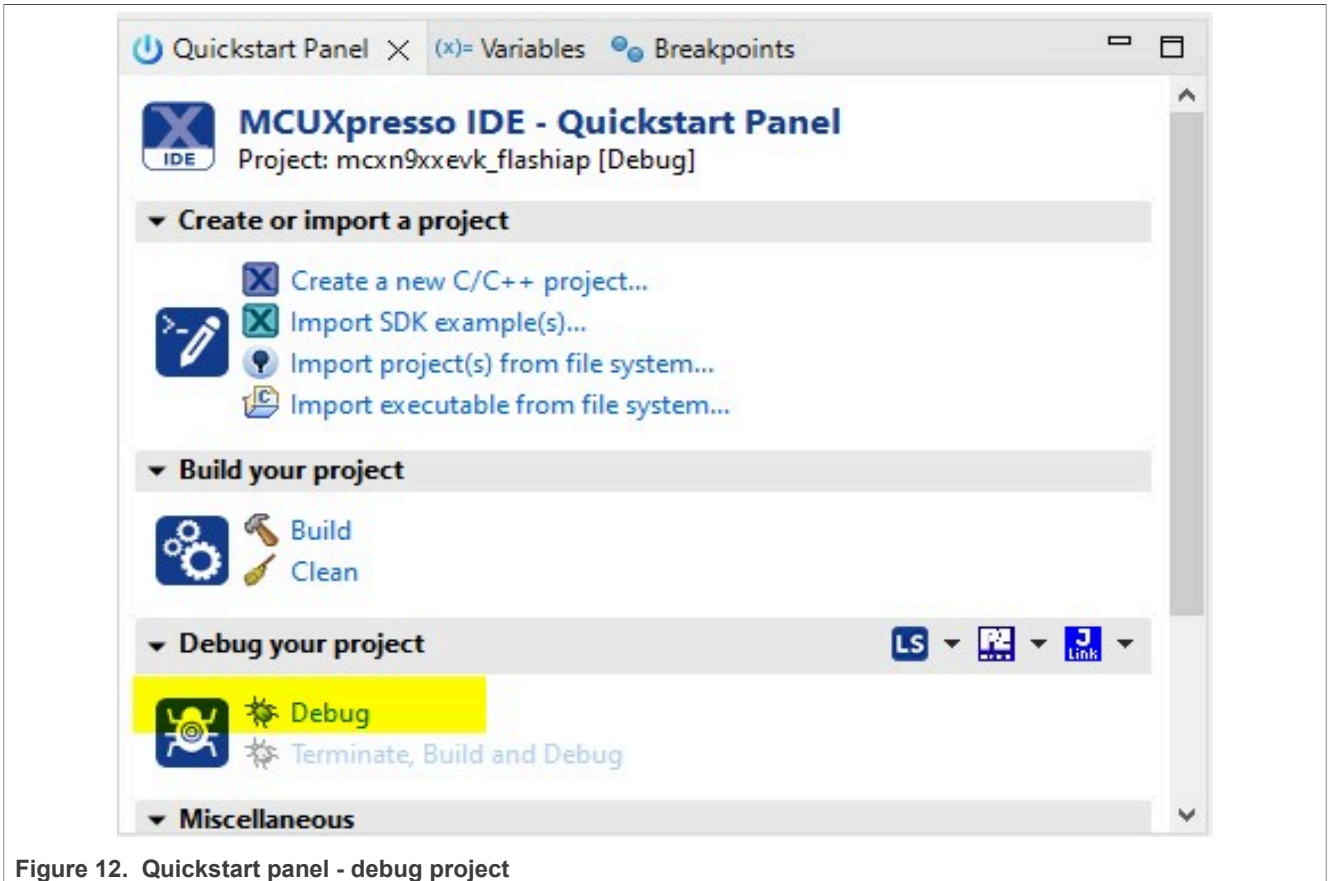 Quickstart Panel (x)= Variables Breakpoints
MCUXpresso IDE - Quickstart Panel
IDE
Project: mcxn9xxevk_flashiap [Debug]
Create or import a project
Create a new C/C++ project...
Import SDK example(s)...
Import project(s) from file system...
Import executable from file system...
Build your project
Build
Clean
Debug your project LS J Link
Debug
Terminate, Build and Debug
Miscellaneous
Figure 12. Quickstart panel - debug project